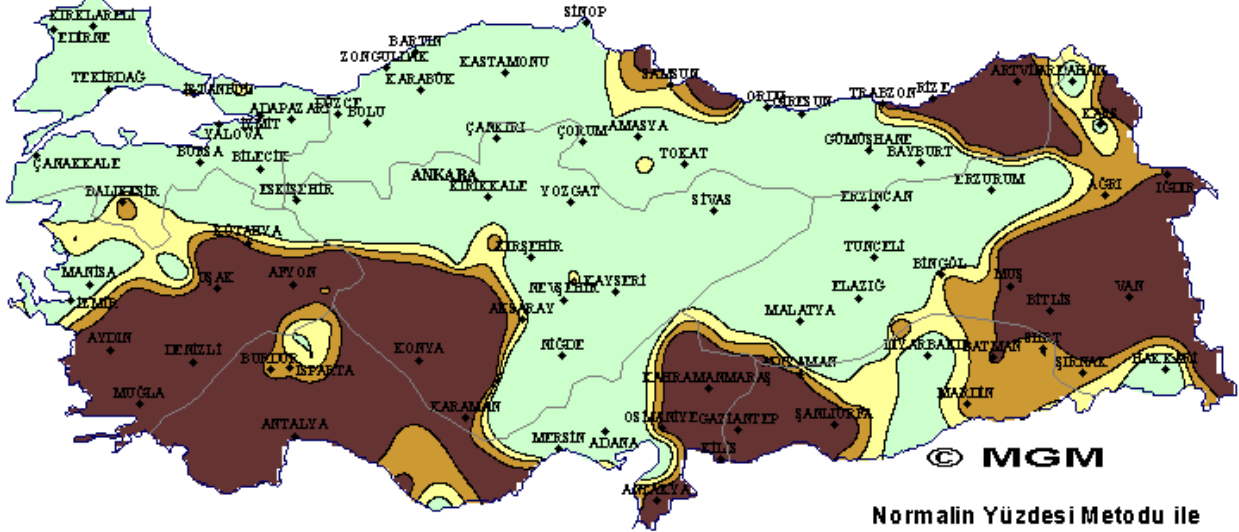 SİNOP
KIRKLARELİ
EDİRNE
BARTIN
ZONGULDAK
KASTAMONU
KARABÜK
TEKİRDAĞ
İSTANBUL
SAMSUN
ARTVİN
ARDAHAN
RİZE
TRABZON
ORDU
GİRESUN
DÜZCE
ADAPAZARI
BOLU
İZMİT
YALOVA
KARS
ÇANKIRI
ÇORUM
AMASYA
GÜMÜŞHANE
BAYBURT
ÇANAKKALE
BURSA
BİLECİK
TOKAT
ANKARA
KIRIKKALE
ESKİŞEHİR
YOZGAT
SİVAS
ERZİNCAN
ERZURUM
AĞRI
IĞDIR
BALIKESİR
KÜTAHYA
KIRŞEHİR
TUNCELİ
BİNGÖL
MUŞ
MANİSA
UŞAK
AFYON
NEVŞEHİR
KAYSERİ
ELAZIĞ
VAN
BİTLİS
İZMİR
AKSARAY
MALATYA
AYDIN
DENİZLİ
BURDUR
ISPARTA
KONYA
NİĞDE
ADIYAMAN
DİYARBAKIR
BATMAN
SİİRT
ŞIRNAK
HAKKARİ
KAHRAMANMARAŞ
MUĞLA
KARAMAN
OSMANİYE
GAZİANTEP
ŞANLIURFA
MARDİN
ANTALYA
MERSİN
ADANA
KİLİS
ANTAKYA
© MGM
Normalin Yüzdesi Metodu ile